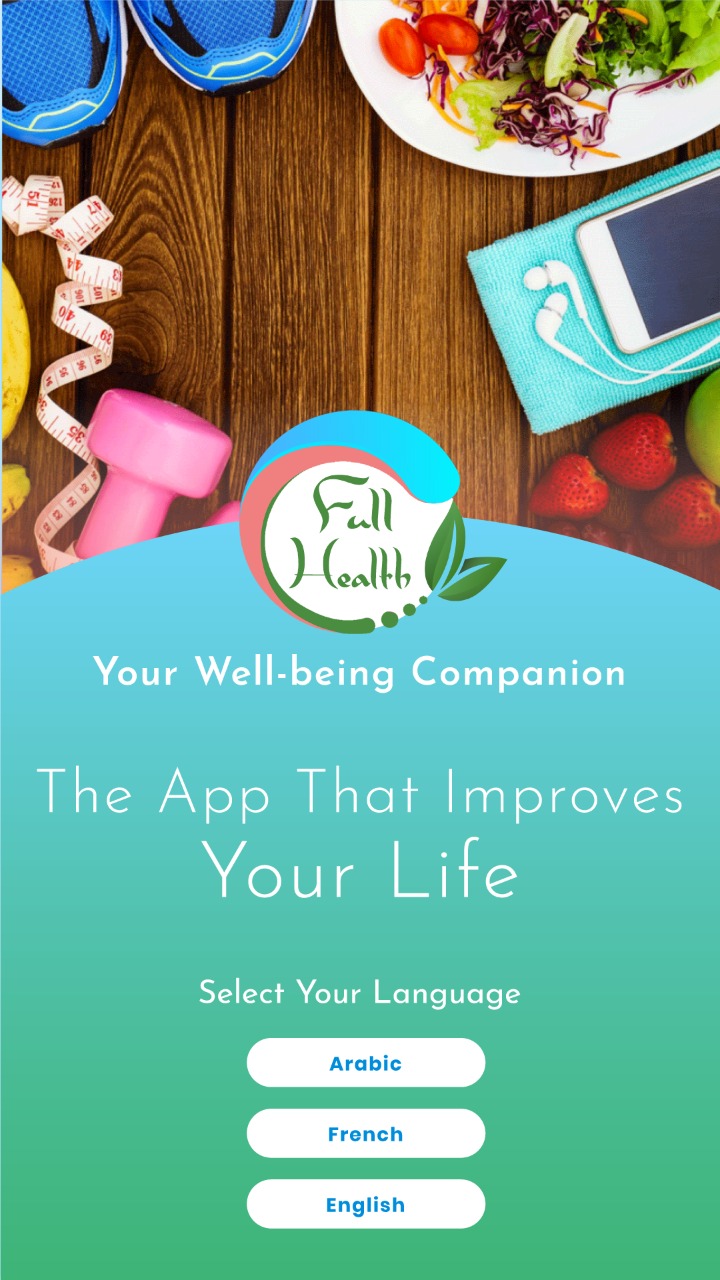 Full
Health
Your Well-being Companion
The App That Improves
Your Life
Select Your Language
Arabic
French
English